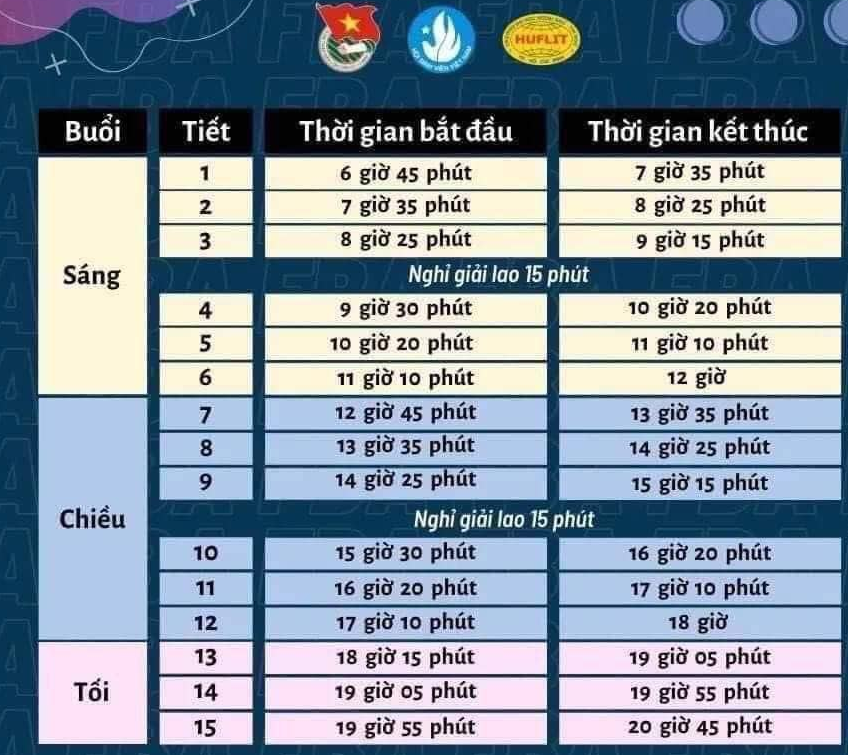 HUFLIT
Buổi Tiết Thời gian bắt đầu Thời gian kết thúc
Sáng
1 6 giờ 45 phút 7 giờ 35 phút
2 7 giờ 35 phút 8 giờ 25 phút
3 8 giờ 25 phút 9 giờ 15 phút
Nghỉ giải lao 15 phút
4 9 giờ 30 phút 10 giờ 20 phút
5 10 giờ 20 phút 11 giờ 10 phút
6 11 giờ 10 phút 12 giờ
Chiều
7 12 giờ 45 phút 13 giờ 35 phút
8 13 giờ 35 phút 14 giờ 25 phút
9 14 giờ 25 phút 15 giờ 15 phút
Nghỉ giải lao 15 phút
10 15 giờ 30 phút 16 giờ 20 phút
11 16 giờ 20 phút 17 giờ 10 phút
12 17 giờ 10 phút 18 giờ
Tối
13 18 giờ 15 phút 19 giờ 05 phút
14 19 giờ 05 phút 19 giờ 55 phút
15 19 giờ 55 phút 20 giờ 45 phút